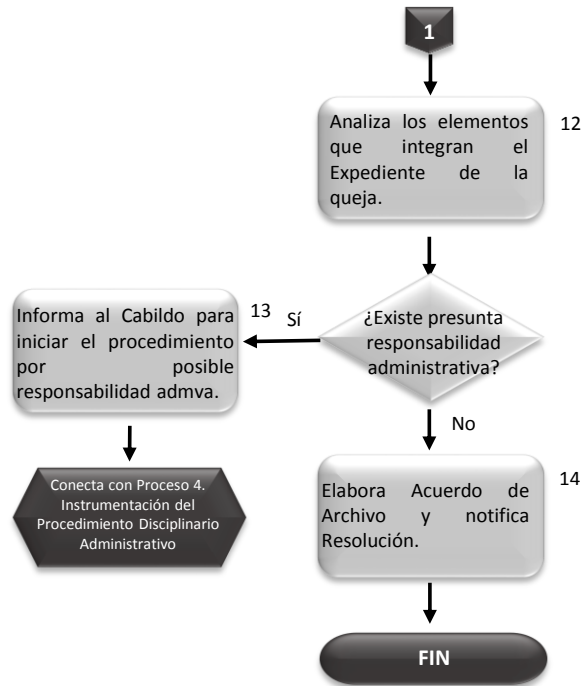 1
Analiza los elementos
que integran el
Expediente de la
queja.
12
¿Existe presunta
responsabilidad
administrativa?
Sí
13
Informa al Cabildo para
iniciar el procedimiento
por posible
responsabilidad admva.
Conecta con Proceso 4.
Instrumentación del
Procedimiento Disciplinario
Administrativo
No
Elabora Acuerdo de
Archivo y notifica
Resolución.
14
FIN